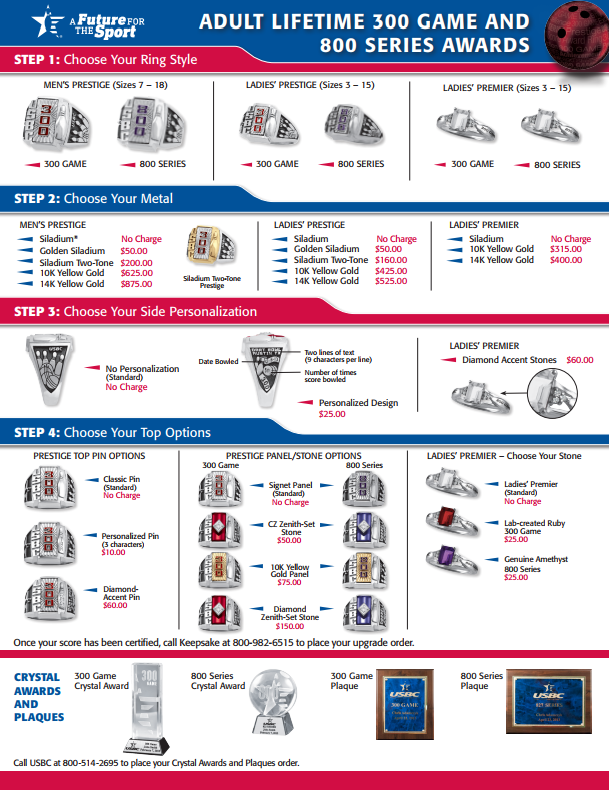 A Future FOR
THE Sport
ADULT LIFETIME 300 GAME AND
800 SERIES AWARDS
STEP 1: Choose Your Ring Style
MEN'S PRESTIGE (Sizes 7 – 18)
300 GAME
800 SERIES
LADIES' PRESTIGE (Sizes 3 – 15)
300 GAME
800 SERIES
LADIES' PREMIER (Sizes 3 – 15)
300 GAME
800 SERIES
STEP 2: Choose Your Metal
MEN'S PRESTIGE
Siladium* No Charge
Golden Siladium $50.00
Siladium Two-Tone $200.00
10K Yellow Gold $625.00
14K Yellow Gold $875.00
Siladium Two-Tone
Prestige
LADIES' PRESTIGE
Siladium No Charge
Golden Siladium $50.00
Siladium Two-Tone $160.00
10K Yellow Gold $425.00
14K Yellow Gold $525.00
LADIES' PREMIER
Siladium No Charge
10K Yellow Gold $315.00
14K Yellow Gold $400.00
STEP 3: Choose Your Side Personalization
USBC
No Personalization
(Standard)
No Charge
Date Bowled
Two lines of text
(9 characters per line)
Number of times
score bowled
Personalized Design
$25.00
LADIES' PREMIER
Diamond Accent Stones $60.00
STEP 4: Choose Your Top Options
PRESTIGE TOP PIN OPTIONS
Classic Pin
(Standard)
No Charge
Personalized Pin
(3 characters)
$10.00
Diamond-
Accent Pin
$60.00
PRESTIGE PANEL/STONE OPTIONS
300 Game 800 Series
Signet Panel
(Standard)
No Charge
CZ Zenith-Set
Stone
$50.00
10K Yellow
Gold Panel
$75.00
Diamond
Zenith-Set Stone
$150.00
LADIES' PREMIER – Choose Your Stone
Ladies' Premier
(Standard)
No Charge
Lab-created Ruby
300 Game
$25.00
Genuine Amethyst
800 Series
$25.00
Once your score has been certified, call Keepsake at 800-982-6515 to place your upgrade order.
CRYSTAL
AWARDS
AND
PLAQUES
300 Game
Crystal Award
300
800 Series
Crystal Award
300 Game
Plaque
USBC
300 GAME
800 Series
Plaque
USBC
Call USBC at 800-514-2695 to place your Crystal Awards and Plaques order.